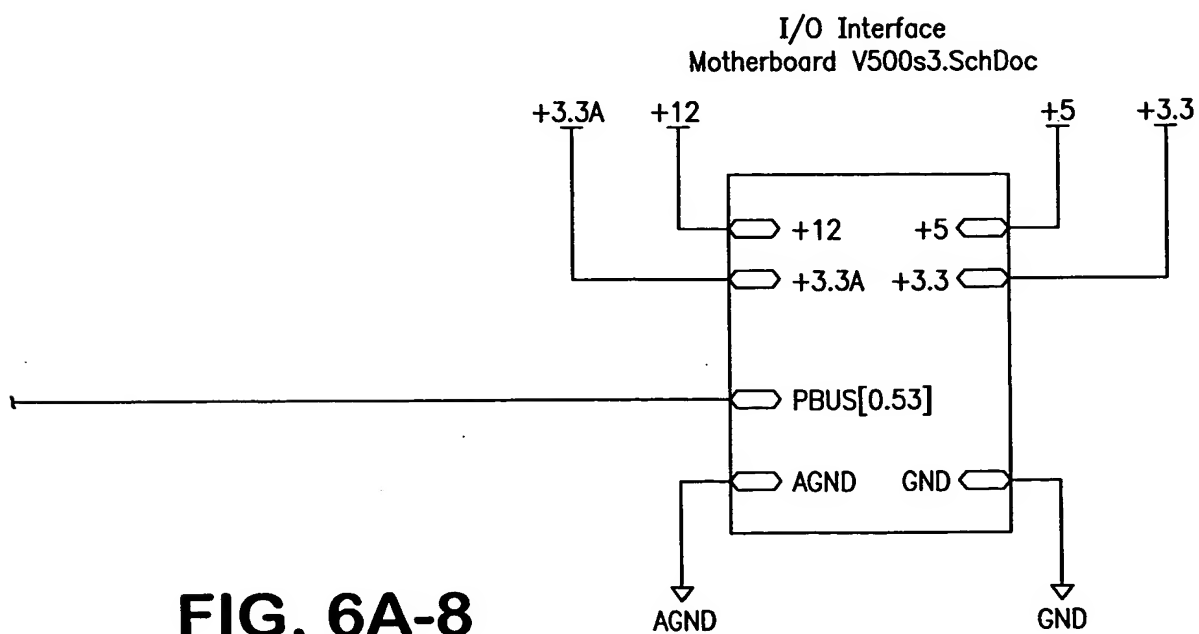 I/O Interface
Motherboard V500s3.SchDoc
+3.3A +12 +5 +3.3
+12 +5
+3.3A +3.3
PBUS[0.53]
AGND GND
AGND GND
FIG. 6A-8